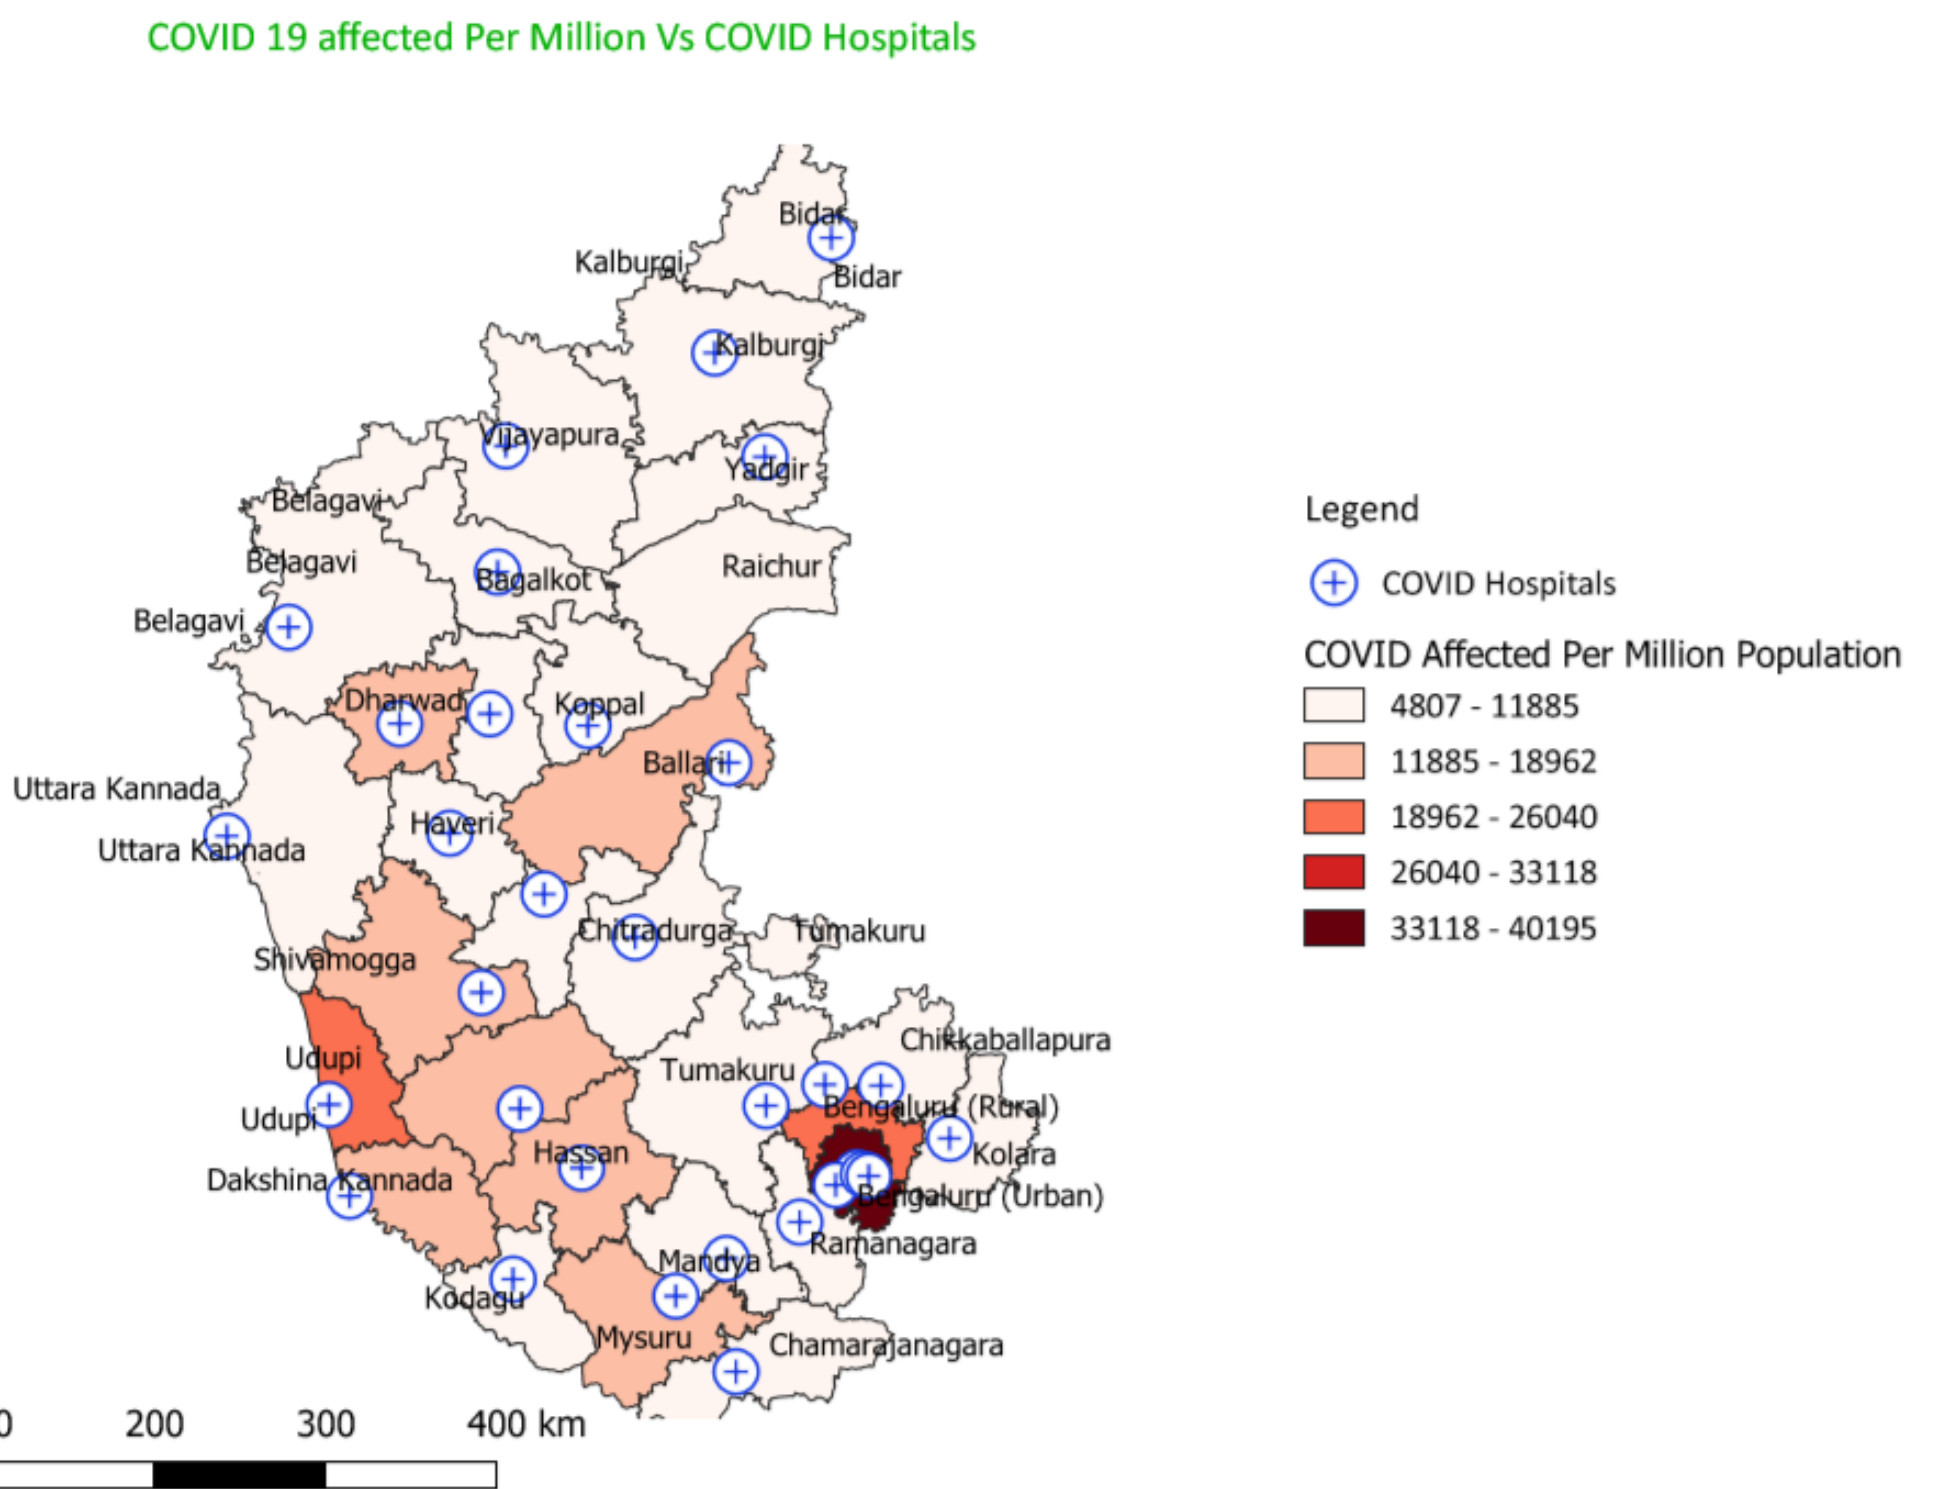 COVID 19 affected Per Million Vs COVID Hospitals
Bidar
Kalburgi
Bidar
Kalburgi
Vijayapura
Yadgir
Belagavi
Belagavi
Raichur
Bagalkot
Belagavi
Dharwad
Koppal
Ballari
Uttara Kannada
Haveri
Uttara Kannada
Chitradurga
Tumakuru
Shivamogga
Chikkaballapura
Udupi
Tumakuru
Bengaluru (Rural)
Udupi
Hassan
Kolara
Dakshina Kannada
Bengaluru (Urban)
Ramanagara
Mandya
Kodagu
Mysuru
Chamarajanagara
0 200 300 400 km
Legend
COVID Hospitals
COVID Affected Per Million Population
4807 - 11885
11885 - 18962
18962 - 26040
26040 - 33118
33118 - 40195